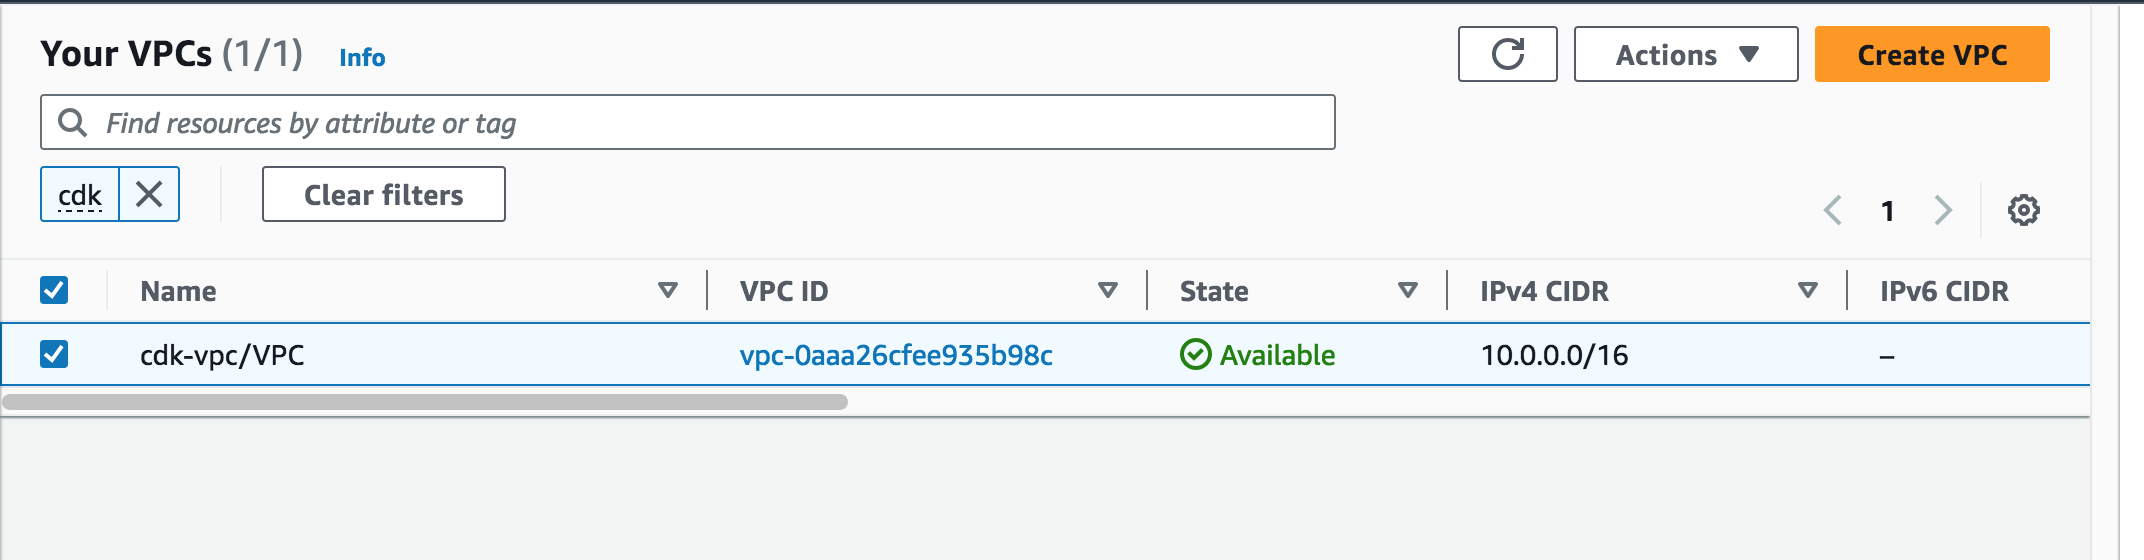 Your VPCs (1/1) Info Actions Create VPC
Find resources by attribute or tag
cdk Clear filters
1
Name VPC ID State IPv4 CIDR IPv6 CIDR
cdk-vpc/VPC vpc-0aaa26cfee935b98c Available 10.0.0.0/16 –